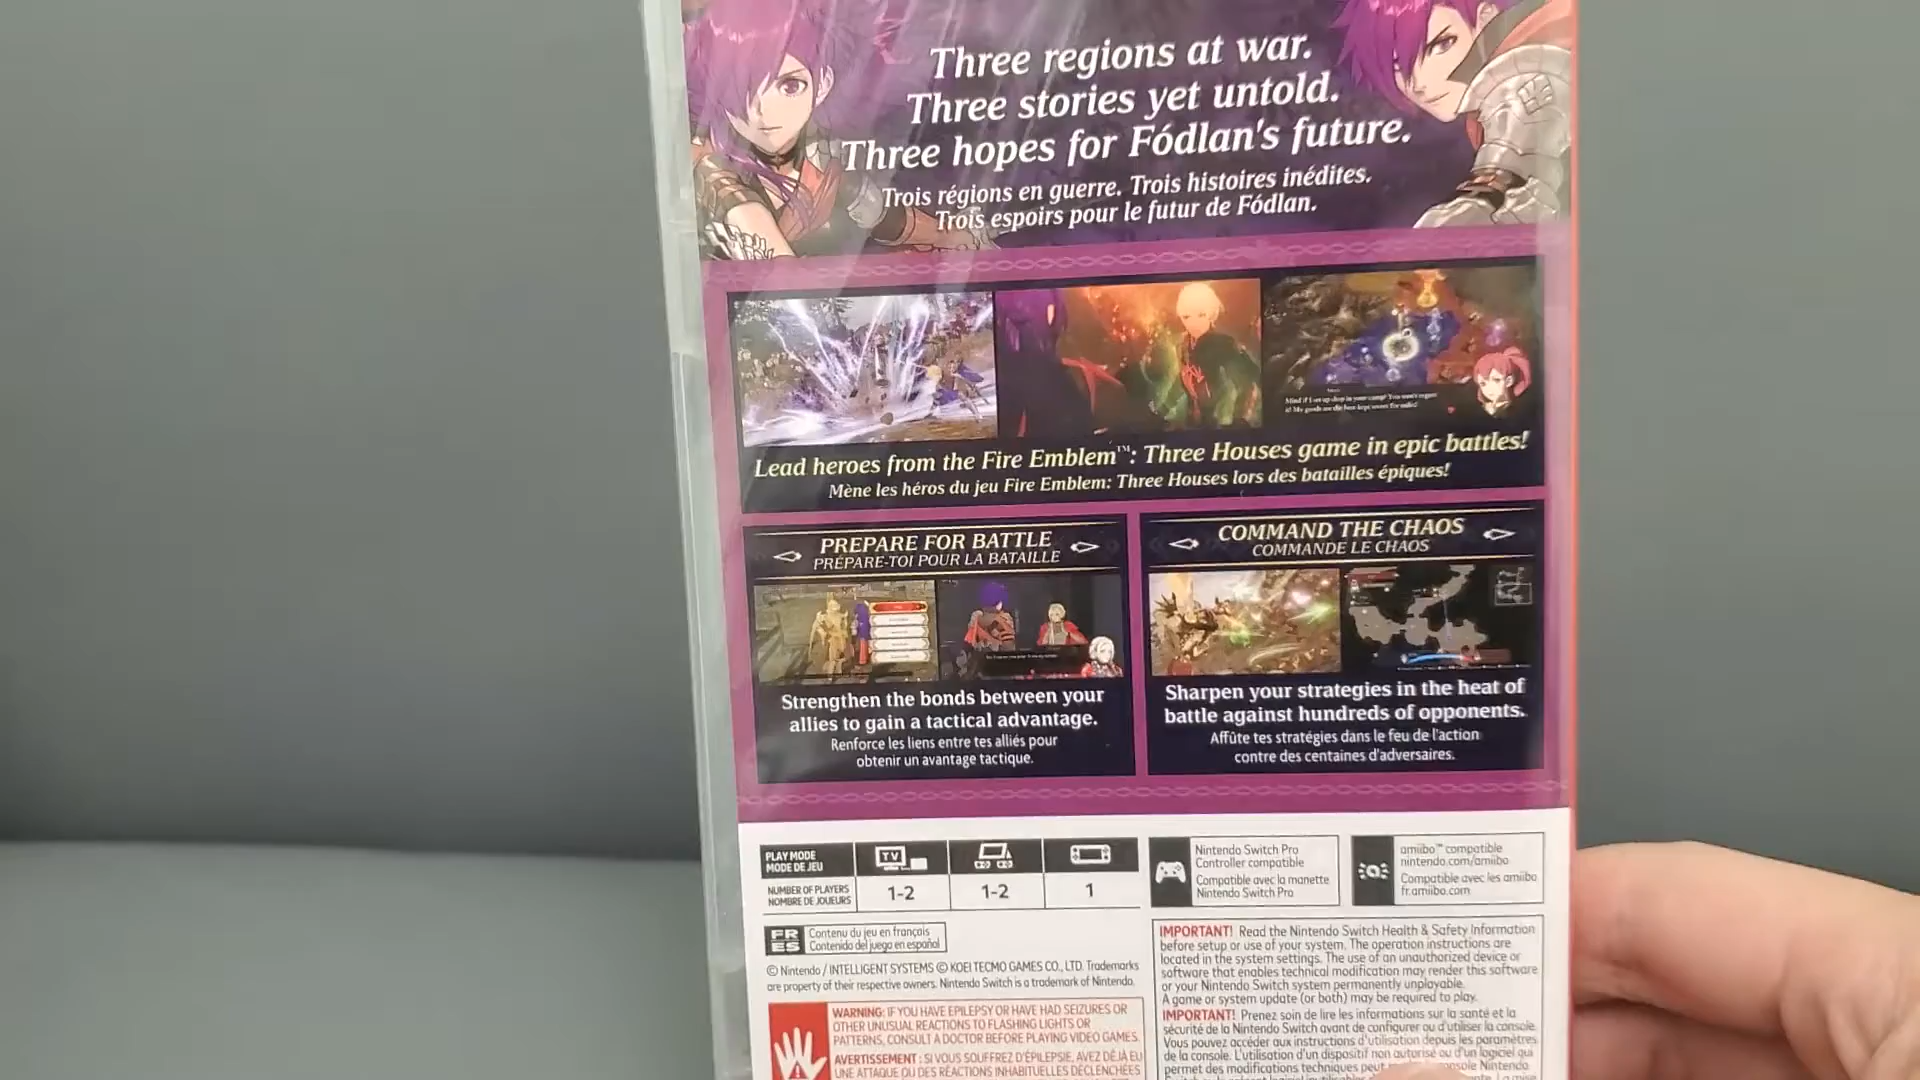 Three regions at war.
Three stories yet untold.
Three hopes for Fódlan's future.
Trois régions en guerre. Trois histoires inédites.
Trois espoirs pour le futur de Fódlan.
Lead heroes from the Fire Emblem™: Three Houses game in epic battles!
Mène les héros du jeu Fire Emblem: Three Houses lors des batailles épiques!
PREPARE FOR BATTLE
PRÉPARE-TOI POUR LA BATAILLE
Strengthen the bonds between your
allies to gain a tactical advantage.
Renforce les liens entre tes alliés pour
obtenir un avantage tactique.
COMMAND THE CHAOS
COMMANDE LE CHAOS
Sharpen your strategies in the heat of
battle against hundreds of opponents.
Affûte tes stratégies dans le feu de l'action
contre des centaines d'adversaires.
PLAY MODE
MODE DE JEU
TV
NUMBER OF PLAYERS
NOMBRE DE JOUEURS
1-2
1-2
1
Nintendo Switch Pro
Controller compatible
Compatible avec la manette
Nintendo Switch Pro
amiibo™ compatible
nintendo.com/amiibo
Compatible avec les amiibo
fr.amiibo.com
FR Contenu du jeu en français
ES Contenido del juego en español
© Nintendo / INTELLIGENT SYSTEMS © KOEI TECMO GAMES CO., LTD. Trademarks
are property of their respective owners. Nintendo Switch is a trademark of Nintendo.
WARNING: IF YOU HAVE EPILEPSY OR HAVE HAD SEIZURES OR
OTHER UNUSUAL REACTIONS TO FLASHING LIGHTS OR
PATTERNS, CONSULT A DOCTOR BEFORE PLAYING VIDEO GAMES.
AVERTISSEMENT : SI VOUS SOUFFREZ D'ÉPILEPSIE, AVEZ DÉJÀ EU
UNE ATTAQUE OU DES RÉACTIONS INHABITUELLES DÉCLENCHÉES
IMPORTANT! Read the Nintendo Switch Health & Safety Information
before setup or use of your system. The operation instructions are
located in the system settings. The use of an unauthorized device or
software that enables technical modification may render this software
or your Nintendo Switch system permanently unplayable.
A game or system update (or both) may be required to play.
IMPORTANT! Prenez soin de lire les informations sur la santé et la
sécurité de la Nintendo Switch avant de configurer ou d'utiliser la console.
Vous pouvez accéder aux instructions d'utilisation depuis les paramètres
de la console. L'utilisation d'un dispositif non autorisé ou d'un logiciel qui
permet des modifications techniques peut Nintendo